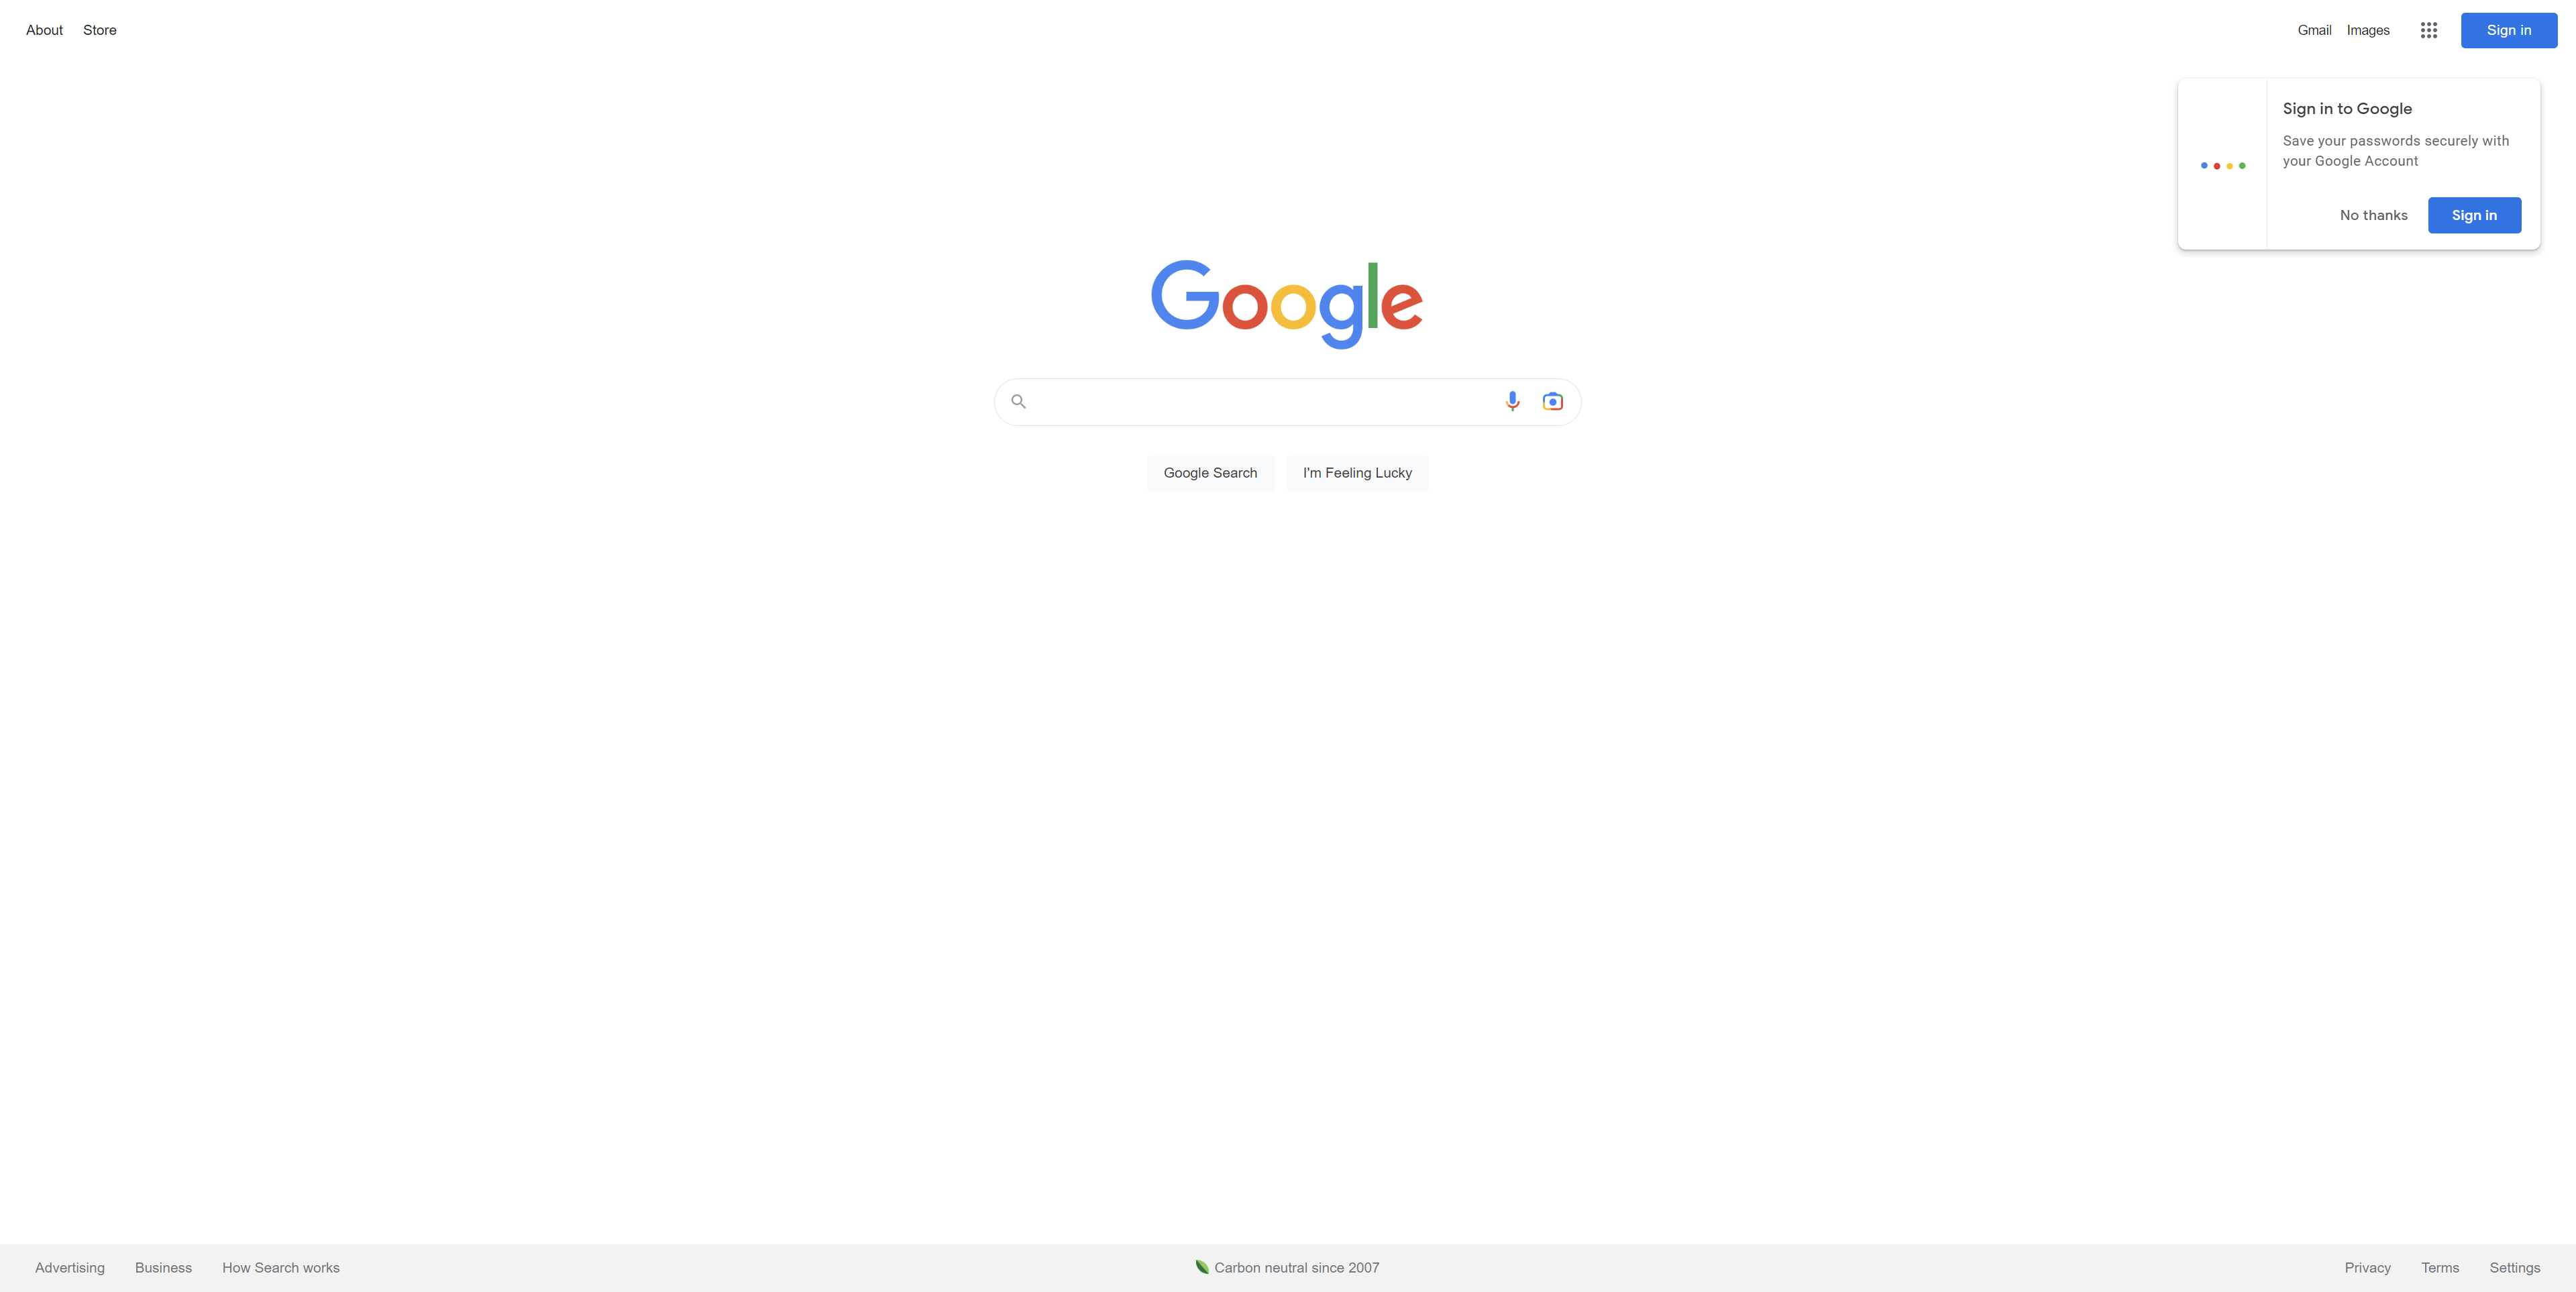 About Store Gmail Images Sign in
Sign in to Google
Save your passwords securely with
your Google Account
No thanks Sign in
Google
Google Search I'm Feeling Lucky
Advertising Business How Search works Carbon neutral since 2007 Privacy Terms Settings